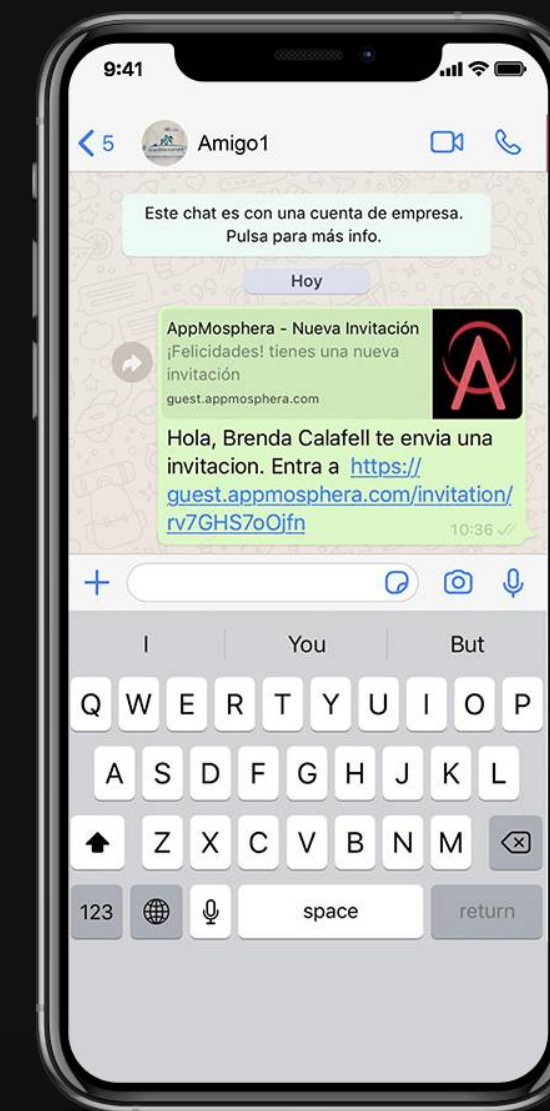 9:41
5 Amigo1
Este chat es con una cuenta de empresa.
Pulsa para más info.
Hoy
AppMosphera - Nueva Invitación
¡Felicidades! tienes una nueva
invitación
guest.appmosphera.com
Hola, Brenda Calafell te envia una
invitacion. Entra a https://
guest.appmosphera.com/invitation/
rv7GHS7oOjfn
10:36
I You But
Q W E R T Y U I O P
A S D F G H J K L
Z X C V B N M
123 space return